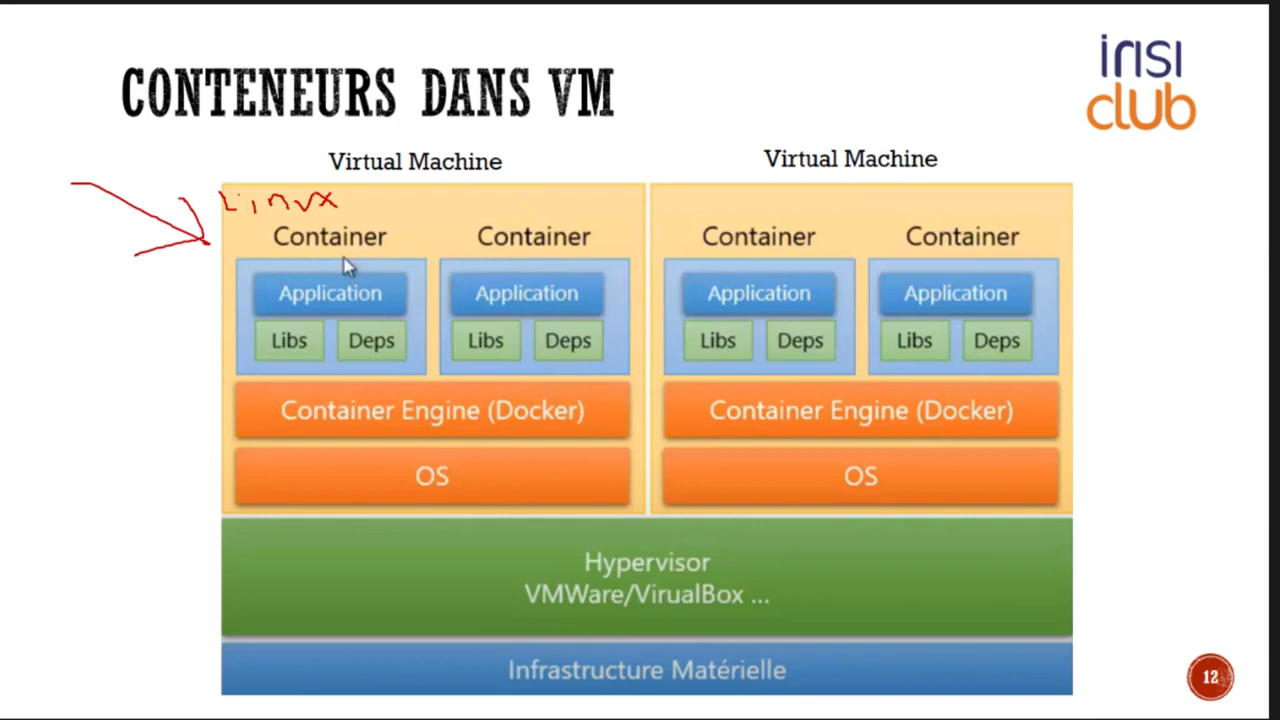 CONTENEURS DANS VM
insi
club
Virtual Machine
Virtual Machine
Linux
Container
Container
Container
Container
Application
Application
Application
Application
Libs
Deps
Libs
Deps
Libs
Deps
Libs
Deps
Container Engine (Docker)
Container Engine (Docker)
OS
OS
Hypervisor
VMWare/VirualBox ...
Infrastructure Matérielle
12